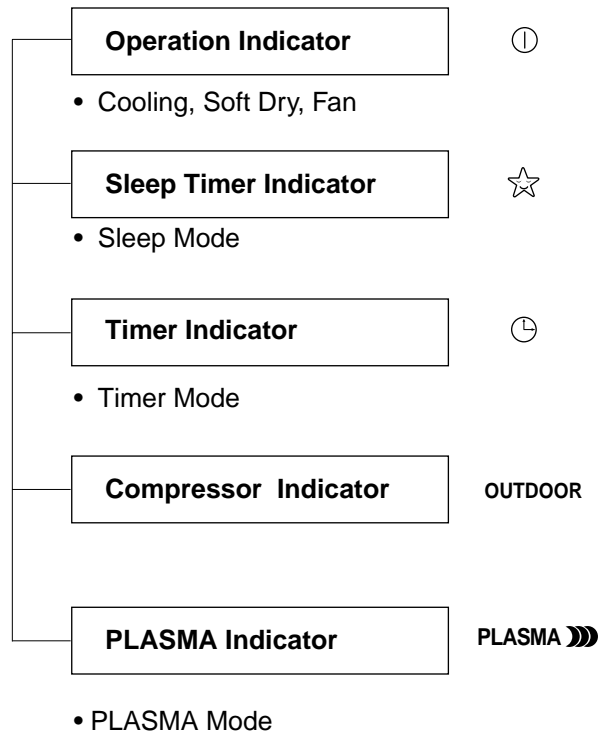 Operation Indicator
• Cooling, Soft Dry, Fan
Sleep Timer Indicator
• Sleep Mode
Timer Indicator
• Timer Mode
Compressor Indicator OUTDOOR
PLASMA Indicator PLASMA
• PLASMA Mode